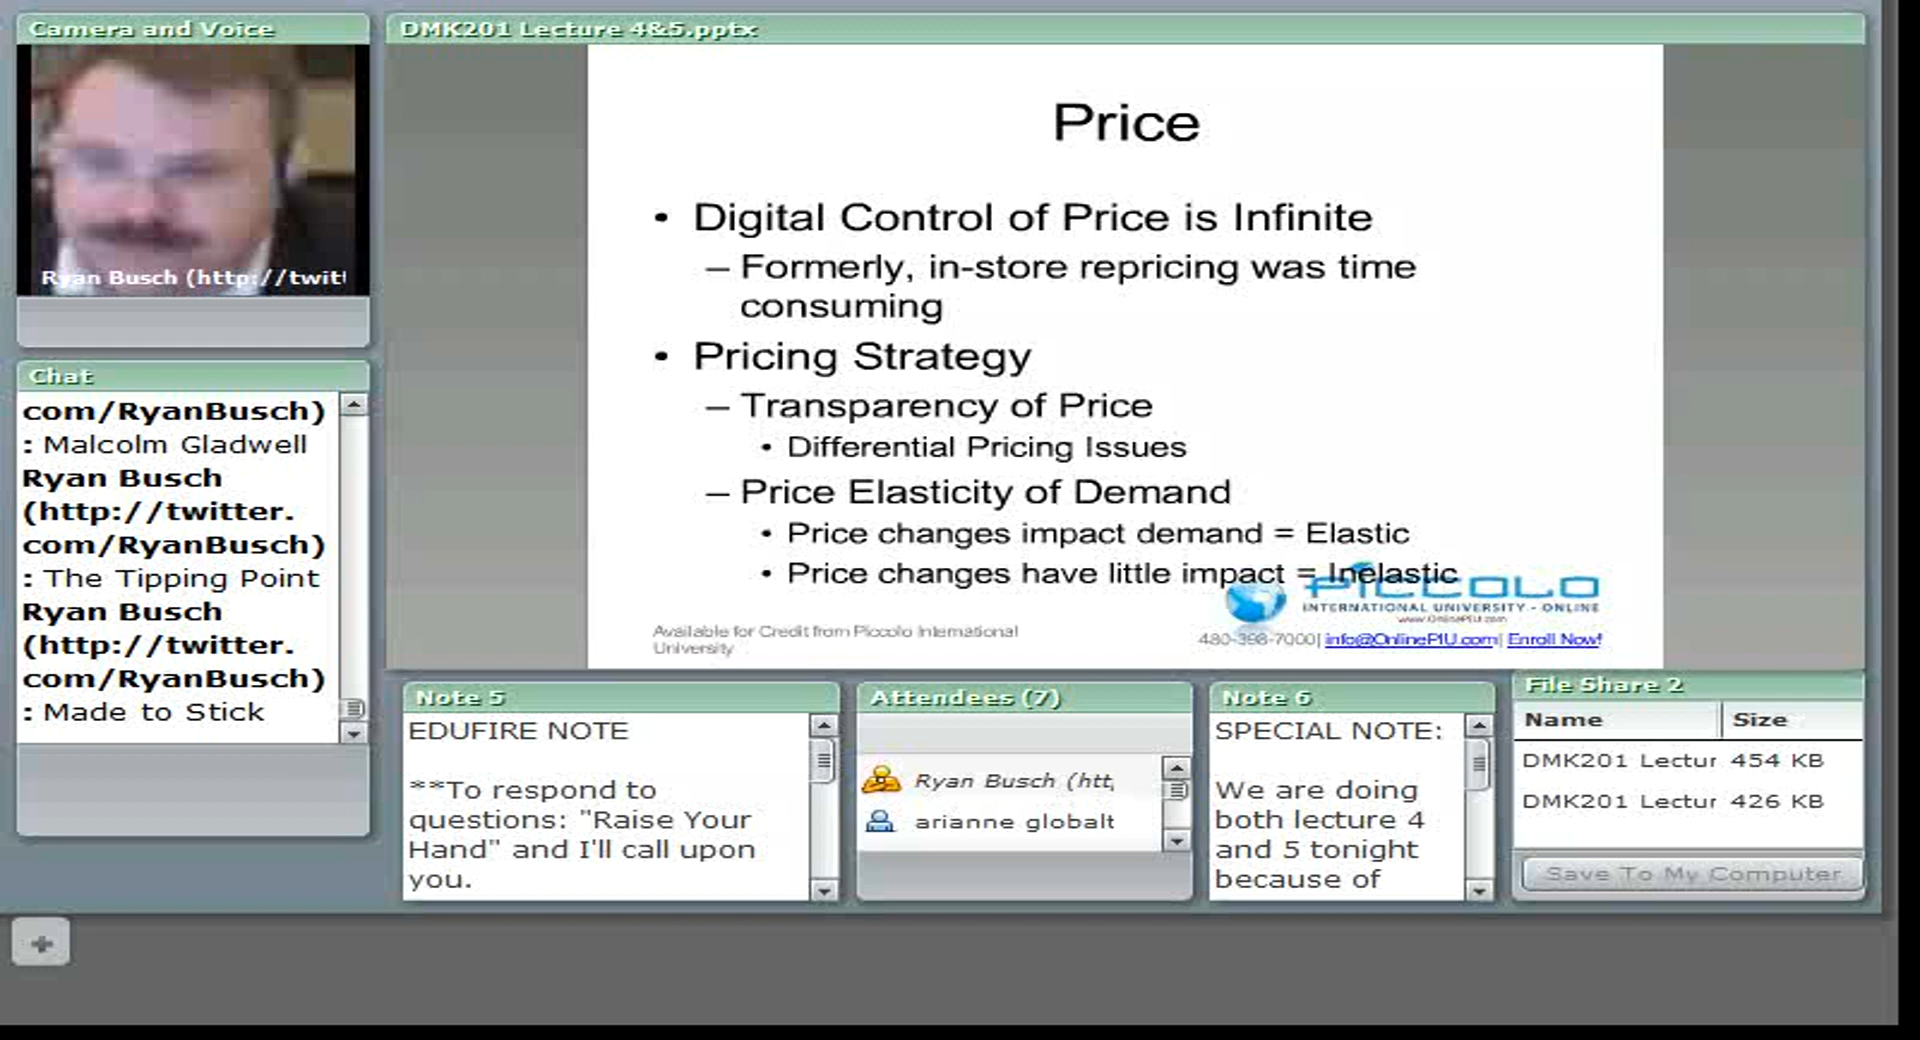 Camera and Voice
Ryan Busch (http://twitt
Chat
com/RyanBusch)
: Malcolm Gladwell
Ryan Busch
(http://twitter.
com/RyanBusch)
: The Tipping Point
Ryan Busch
(http://twitter.
com/RyanBusch)
: Made to Stick
DMK201 Lecture 4&5.pptx
Price
• Digital Control of Price is Infinite
– Formerly, in-store repricing was time
consuming
• Pricing Strategy
– Transparency of Price
• Differential Pricing Issues
– Price Elasticity of Demand
• Price changes impact demand = Elastic
• Price changes have little impact = Inelastic
PICCOLO
INTERNATIONAL UNIVERSITY - ONLINE
www.OnlinePIU.com
Available for Credit from Piccolo International
University
480-398-7000| info@OnlinePIU.com| Enroll Now!
Note 5
EDUFIRE NOTE
**To respond to
questions: "Raise Your
Hand" and I'll call upon
you.
Attendees (7)
Ryan Busch (htt
arianne globalt
Note 6
SPECIAL NOTE:
We are doing
both lecture 4
and 5 tonight
because of
File Share 2
Name Size
DMK201 Lectur 454 KB
DMK201 Lectur 426 KB
Save To My Computer